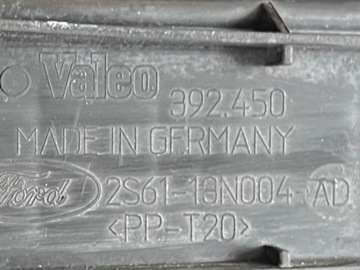 Valeo
392.450
MADE IN GERMANY
Ford 2S61-13N004-AD
<PP-T20>